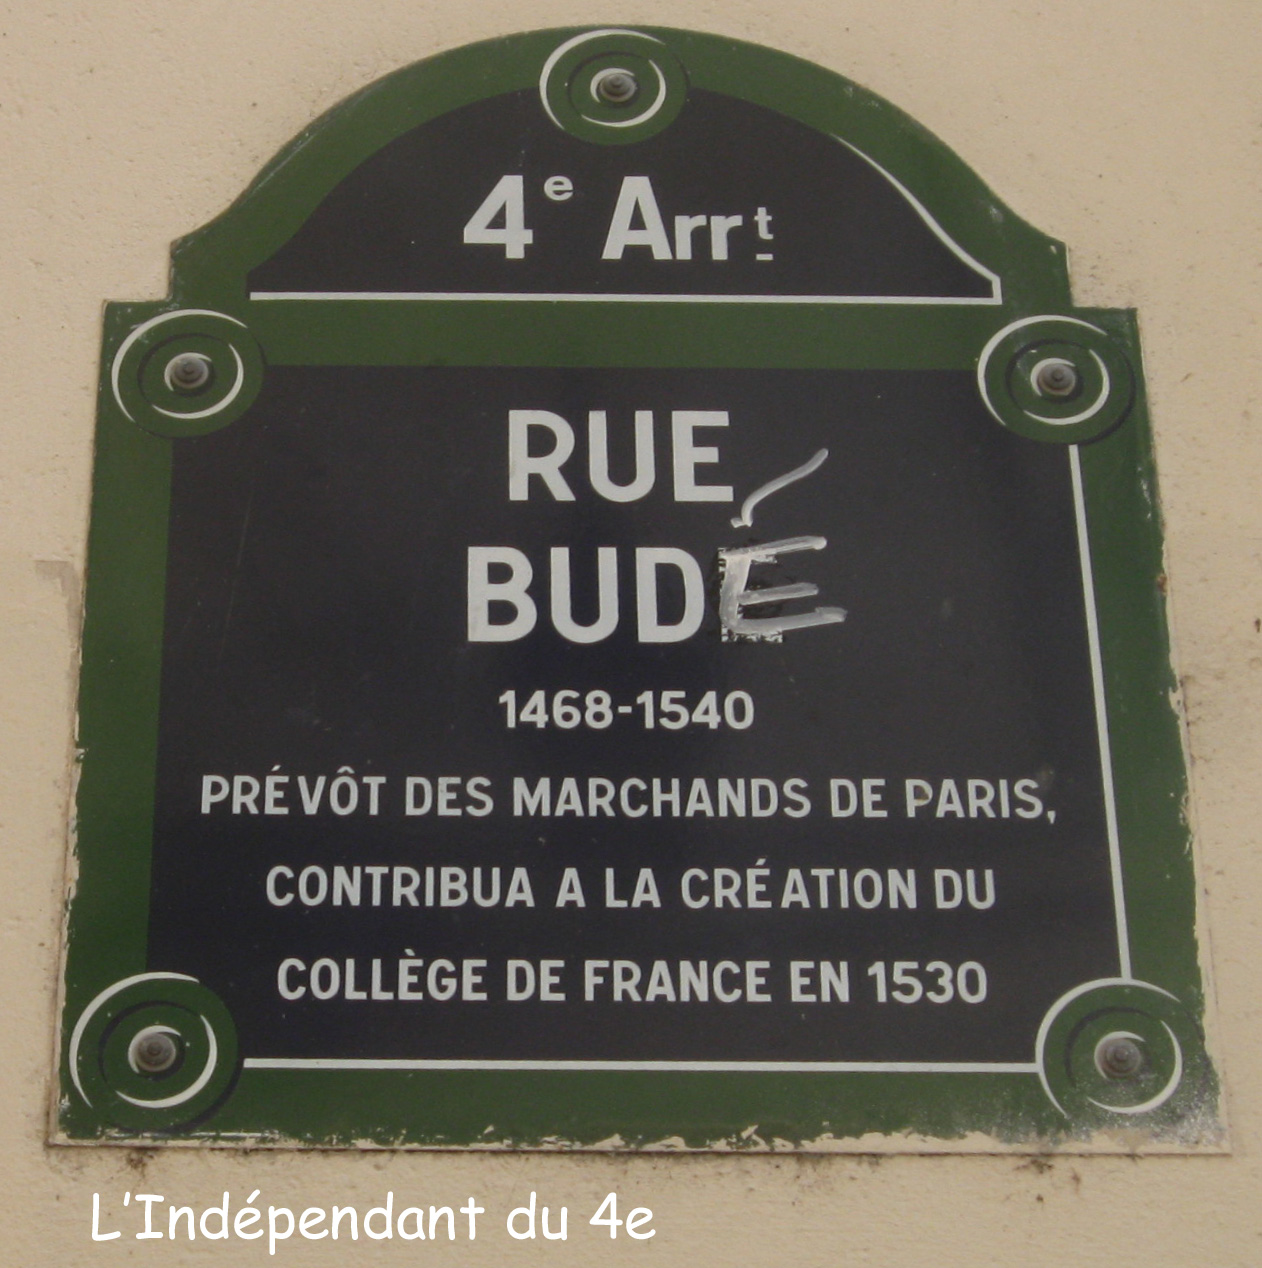 4e Arrt
RUE
BUDÉ
1468-1540
PRÉVÔT DES MARCHANDS DE PARIS,
CONTRIBUA A LA CRÉATION DU
COLLÈGE DE FRANCE EN 1530
L'Indépendant du 4e